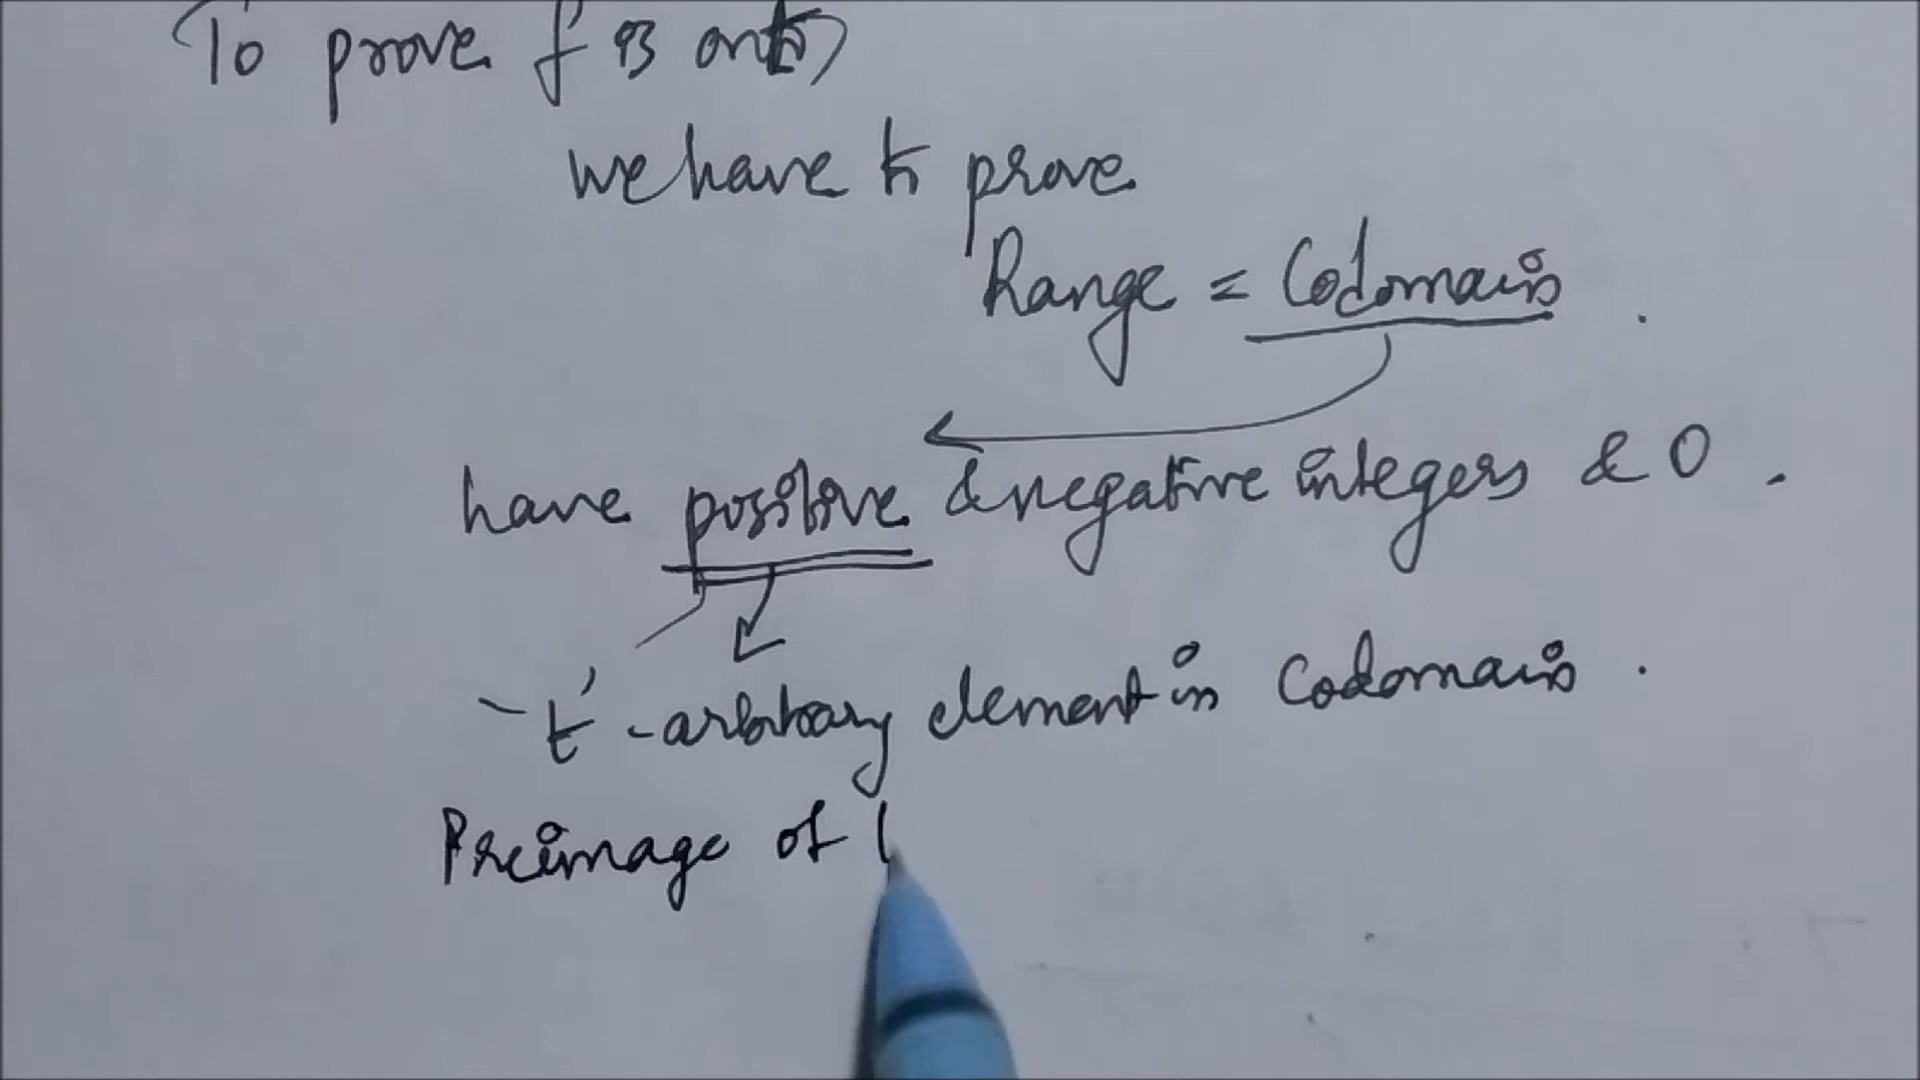 To prove f is onto
we have to prove
Range = Codomain .
have positive & negative integers & 0 .
't' - arbitrary element in Codomain .
Preimage of